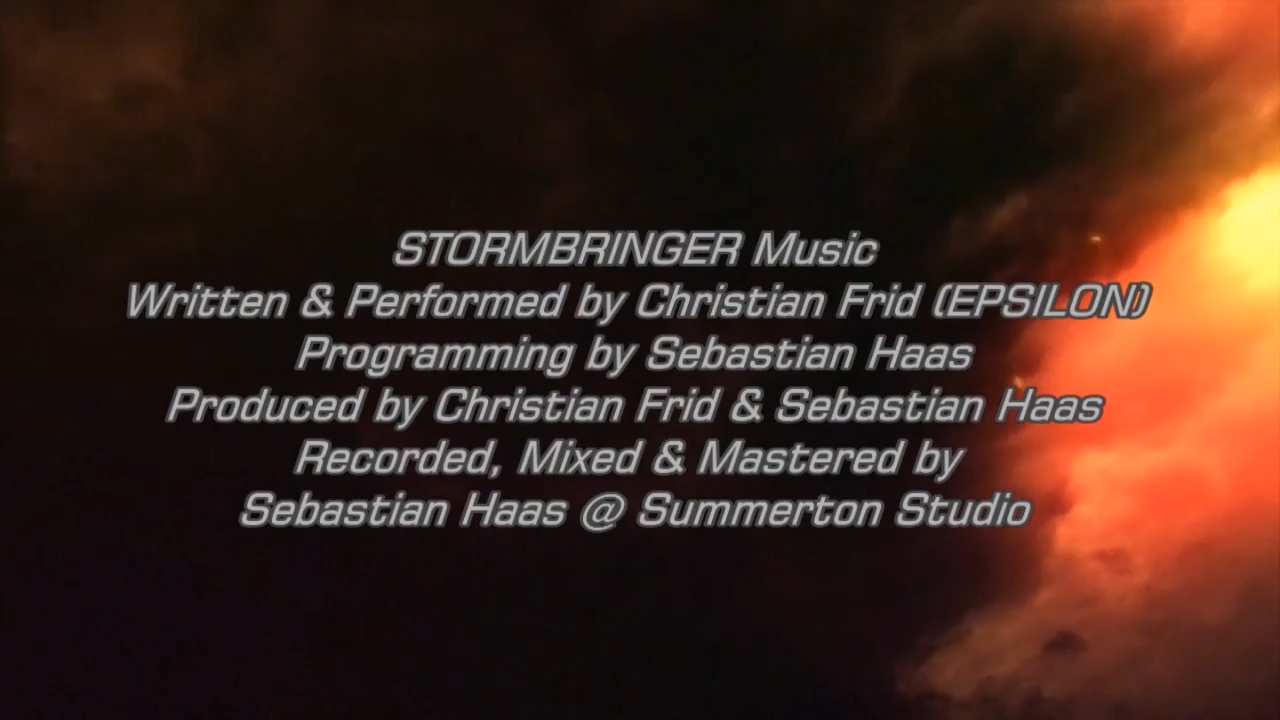 STORMBRINGER Music
Written & Performed by Christian Frid (EPSILON)
Programming by Sebastian Haas
Produced by Christian Frid & Sebastian Haas
Recorded, Mixed & Mastered by
Sebastian Haas @ Summerton Studio